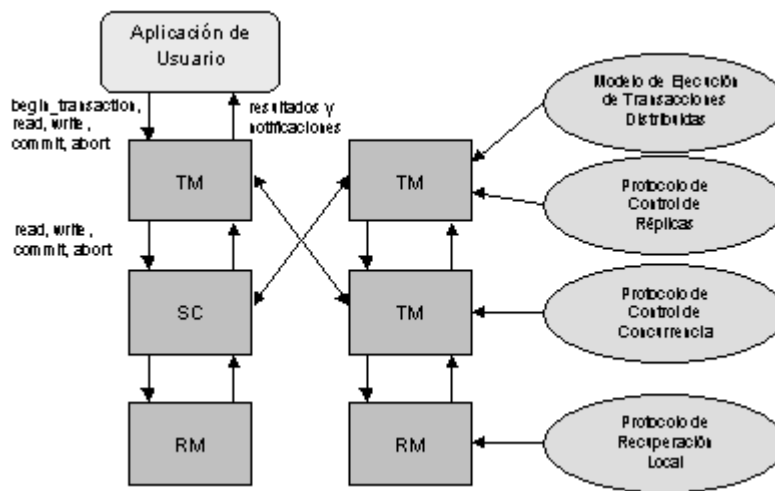 Aplicación de
Usuario
begin_transaction,
read, write,
commit, abort
resultados y
notificaciones
Modelo de Ejecución
de Transacciones
Distribuidas
TM
TM
Protocolo de
Control de
Réplicas
read, write,
commit, abort
SC
TM
Protocolo de
Control de
Concurrencia
RM
RM
Protocolo de
Recuperación
Local